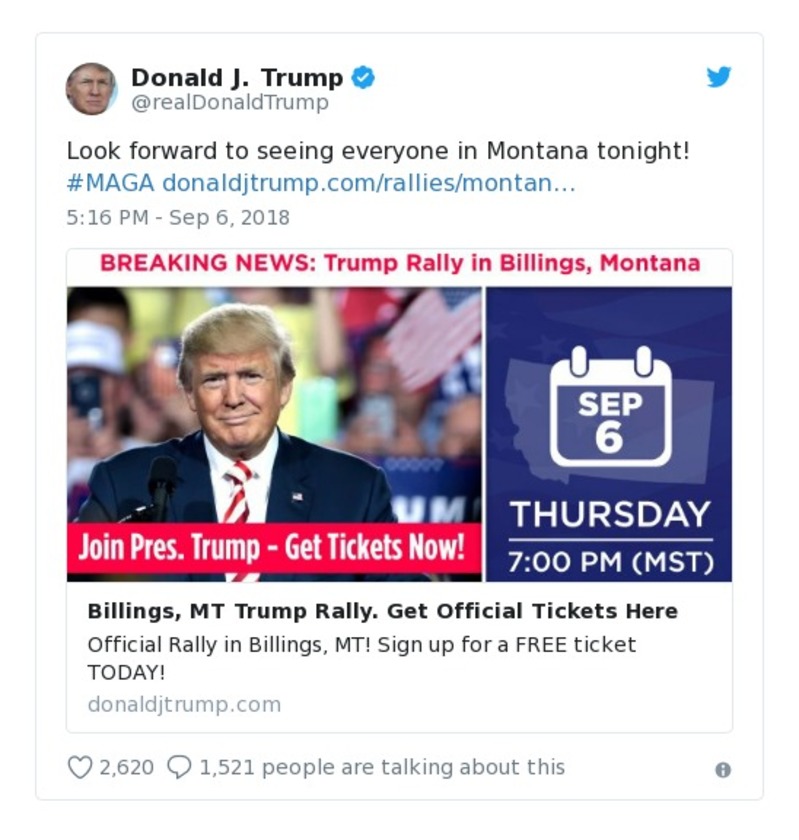 Donald J. Trump
@realDonaldTrump
Look forward to seeing everyone in Montana tonight!
#MAGA donaldjtrump.com/rallies/montan...
5:16 PM - Sep 6, 2018
BREAKING NEWS: Trump Rally in Billings, Montana
UM
Join Pres. Trump - Get Tickets Now!
SEP
6
THURSDAY
7:00 PM (MST)
Billings, MT Trump Rally. Get Official Tickets Here
Official Rally in Billings, MT! Sign up for a FREE ticket
TODAY!
donaldjtrump.com
2,620 1,521 people are talking about this